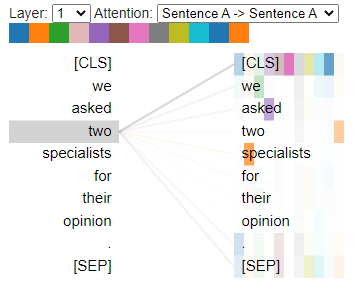 Layer: 1 Attention: Sentence A -> Sentence A
[CLS] [CLS]
we we
asked asked
two two
specialists specialists
for for
their their
opinion opinion
. .
[SEP] [SEP]